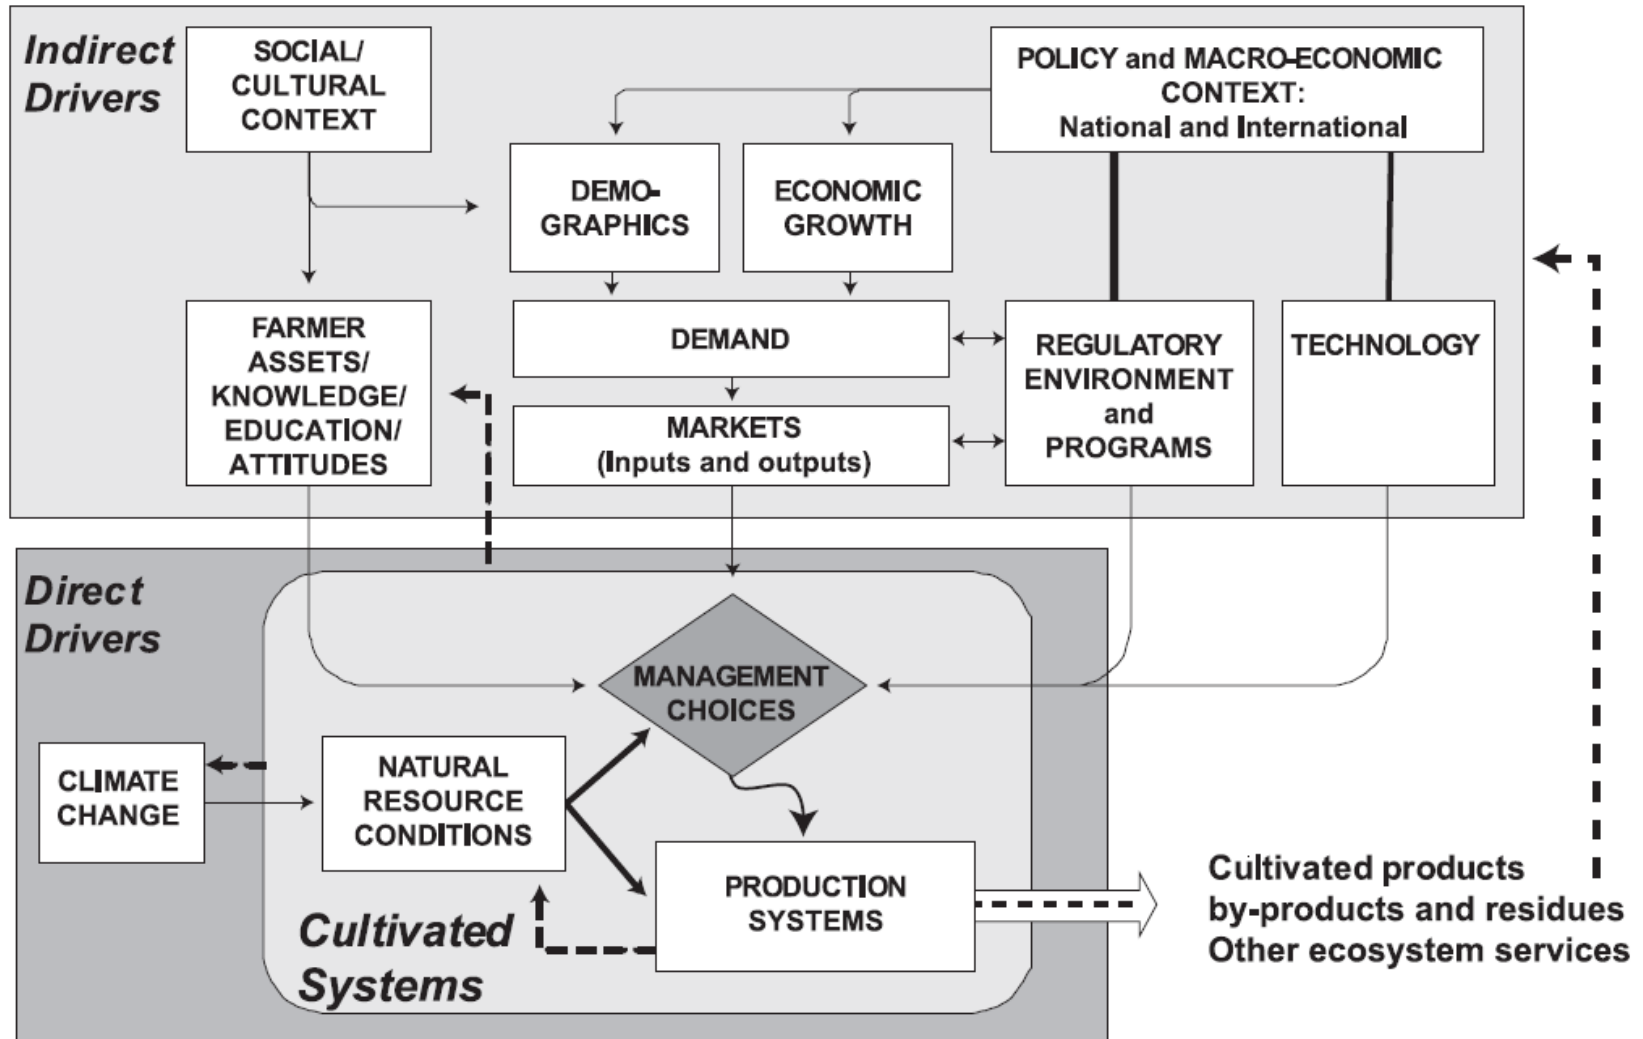 Indirect
Drivers
SOCIAL/
CULTURAL
CONTEXT
POLICY and MACRO-ECONOMIC
CONTEXT:
National and International
DEMO-
GRAPHICS
ECONOMIC
GROWTH
FARMER
ASSETS/
KNOWLEDGE/
EDUCATION/
ATTITUDES
DEMAND
MARKETS
(Inputs and outputs)
REGULATORY
ENVIRONMENT
and
PROGRAMS
TECHNOLOGY
Direct
Drivers
MANAGEMENT
CHOICES
CLIMATE
CHANGE
NATURAL
RESOURCE
CONDITIONS
PRODUCTION
SYSTEMS
Cultivated
Systems
Cultivated products
by-products and residues
Other ecosystem services